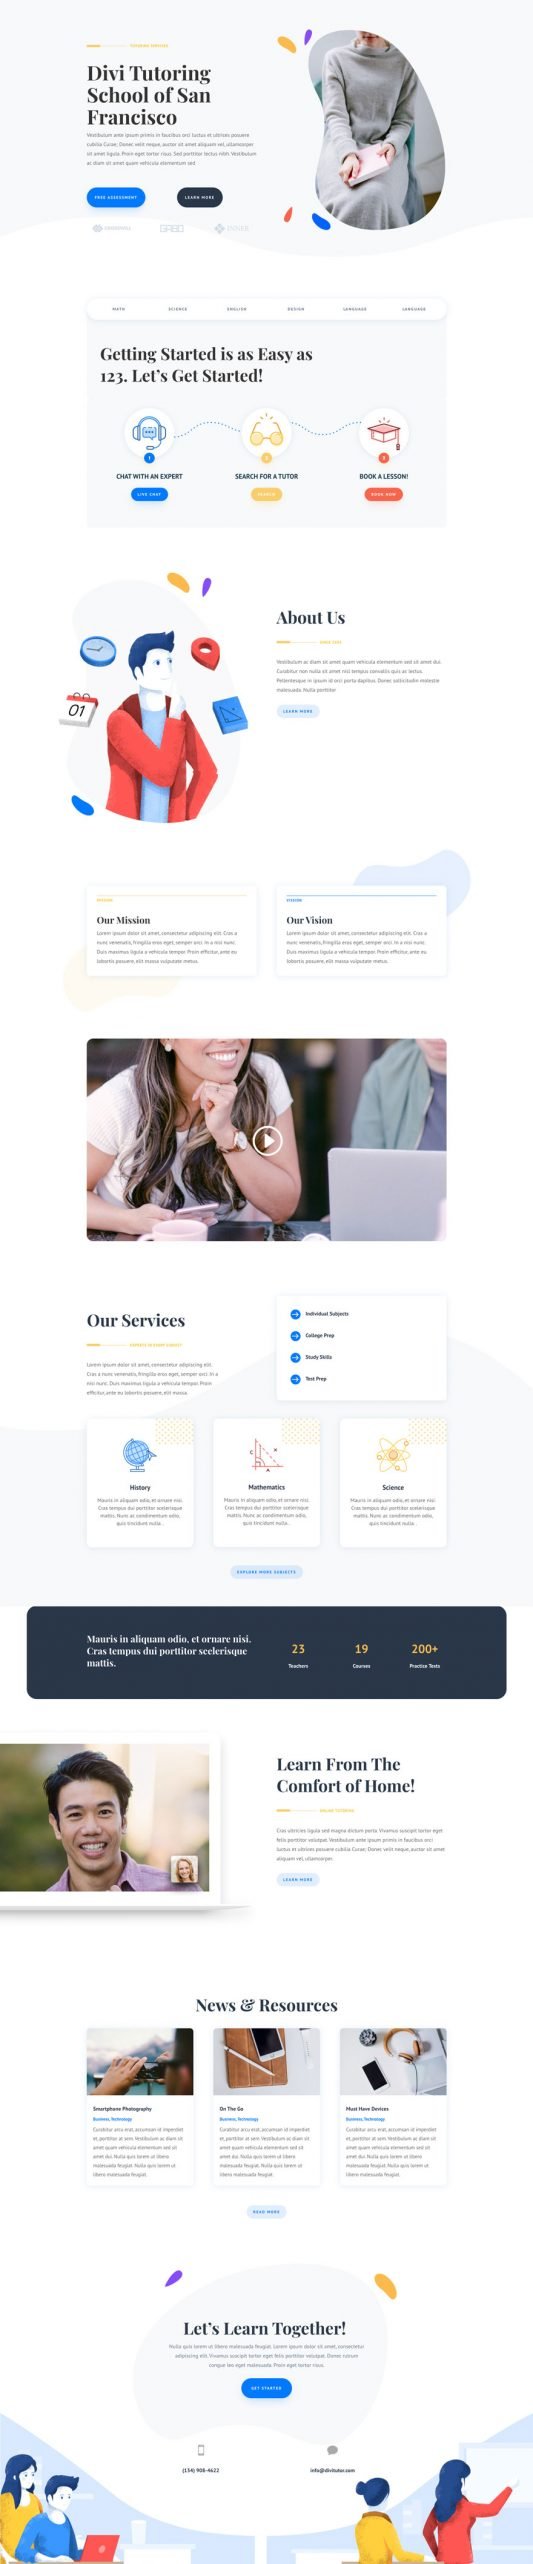 TUTORING SERVICES
Divi Tutoring
School of San
Francisco
Vestibulum ante ipsum primis in faucibus orci luctus et ultrices posuere
cubilia Curae; Donec velit neque, auctor sit amet aliquam vel, ullamcorper
sit amet ligula. Proin eget tortor risus. Sed porttitor lectus nibh. Vestibulum
ac diam sit amet quam vehicula elementum sed
FREE ASSESSMENT
LEARN MORE
INNER
MATH
SCIENCE
ENGLISH
DESIGN
LANGUAGE
LANGUAGE
Getting Started is as Easy as
123. Let's Get Started!
1
2
3
CHAT WITH AN EXPERT
SEARCH FOR A TUTOR
BOOK A LESSON!
LIVE CHAT
SEARCH
BOOK NOW
01
About Us
Vestibulum ac diam sit amet quam vehicula elementum sed sit amet dui.
Curabitur non nulla sit amet nisl tempus convallis quis ac lectus.
Pellentesque in ipsum id orci porta dapibus. Donec sollicitudin molestie
malesuada. Nulla porttitor
LEARN MORE
MISSION
Our Mission
Lorem ipsum dolor sit amet, consectetur adipiscing elit. Cras a
nunc venenatis, fringilla eros eget, semper orci. In a nisi nunc.
Duis maximus ligula a vehicula tempor. Proin efficitur, ante eu
lobortis posuere, elit massa vulputate metus.
VISION
Our Vision
Lorem ipsum dolor sit amet, consectetur adipiscing elit. Cras a
nunc venenatis, fringilla eros eget, semper orci. In a nisi nunc.
Duis maximus ligula a vehicula tempor. Proin efficitur, ante eu
lobortis posuere, elit massa vulputate metus.
Our Services
EXPERTS IN EVERY SUBJECT
Lorem ipsum dolor sit amet, consectetur adipiscing elit.
Cras a nunc venenatis, fringilla eros eget, semper orci. In a
nisi nunc. Duis maximus ligula a vehicula tempor. Proin
efficitur, ante eu lobortis posuere, elit massa.
Individual Subjects
College Prep
Study Skills
Test Prep
C
X
A
History
Mauris in aliquam odio, et ornare nisi.
Cras tempus dui porttitor scelerisque
mattis. Nunc ac condimentum odio,
quis tincidunt nulla.
Mathematics
Mauris in aliquam odio, et ornare nisi.
Cras tempus dui porttitor scelerisque
mattis. Nunc ac condimentum odio,
quis tincidunt nulla.
Science
Mauris in aliquam odio, et ornare nisi.
Cras tempus dui porttitor scelerisque
mattis. Nunc ac condimentum odio,
quis tincidunt nulla.
EXPLORE MORE SUBJECTS
Mauris in aliquam odio, et ornare nisi.
Cras tempus dui porttitor scelerisque
mattis.
23
Teachers
19
Courses
200+
Practice Tests
Learn From The
Comfort of Home!
ONLINE TUTORING
Cras ultricies ligula sed magna dictum porta. Vivamus suscipit tortor eget
felis porttitor volutpat. Vestibulum ante ipsum primis in faucibus orci
luctus et ultrices posuere cubilia Curae; Donec velit neque, auctor sit amet
aliquam vel, ullamcorper.
LEARN MORE
News & Resources
Smartphone Photography
Business, Technology
Curabitur arcu erat, accumsan id imperdiet
et, porttitor at sem. Vestibulum ac diam sit
amet quam vehicula elementum sed sit
amet dui. Nulla quis lorem ut libero
malesuada feugiat. Nulla quis lorem ut
libero malesuada feugiat.
On The Go
Business, Technology
Curabitur arcu erat, accumsan id imperdiet
et, porttitor at sem. Vestibulum ac diam sit
amet quam vehicula elementum sed sit
amet dui. Nulla quis lorem ut libero
malesuada feugiat. Nulla quis lorem ut
libero malesuada feugiat.
Must Have Devices
Business, Technology
Curabitur arcu erat, accumsan id imperdiet
et, porttitor at sem. Vestibulum ac diam sit
amet quam vehicula elementum sed sit
amet dui. Nulla quis lorem ut libero
malesuada feugiat. Nulla quis lorem ut
libero malesuada feugiat.
READ MORE
Let's Learn Together!
Nulla quis lorem ut libero malesuada feugiat. Lorem ipsum dolor sit amet, consectetur
adipiscing elit. Vivamus suscipit tortor eget felis porttitor volutpat. Donec rutrum
congue leo eget malesuada. Proin eget tortor risus.
GET STARTED
(134) 908-4622
info@divitutor.com